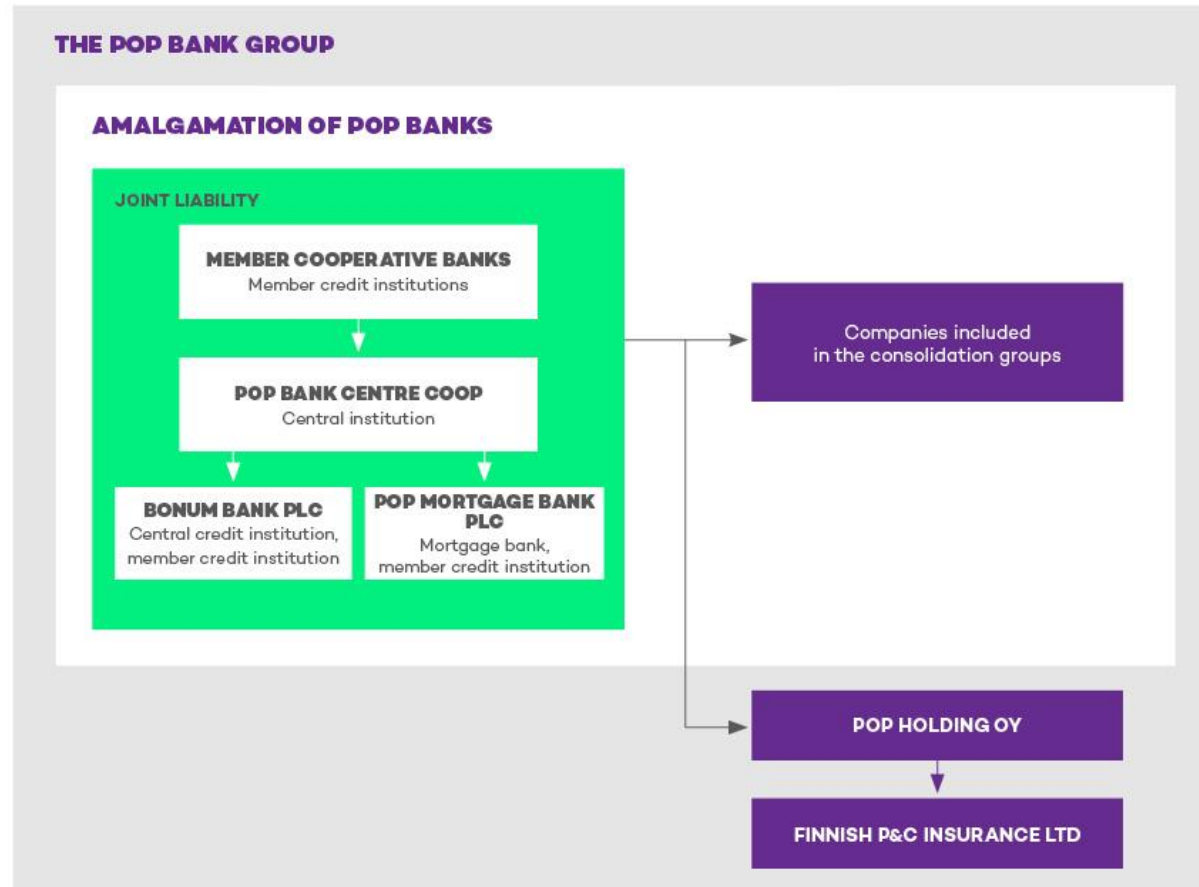 THE POP BANK GROUP
AMALGAMATION OF POP BANKS
JOINT LIABILITY
MEMBER COOPERATIVE BANKS
Member credit institutions
POP BANK CENTRE COOP
Central institution
BONUM BANK PLC
Central credit institution,
member credit institution
POP MORTGAGE BANK
PLC
Mortgage bank,
member credit institution
Companies included
in the consolidation groups
POP HOLDING OY
FINNISH P&C INSURANCE LTD